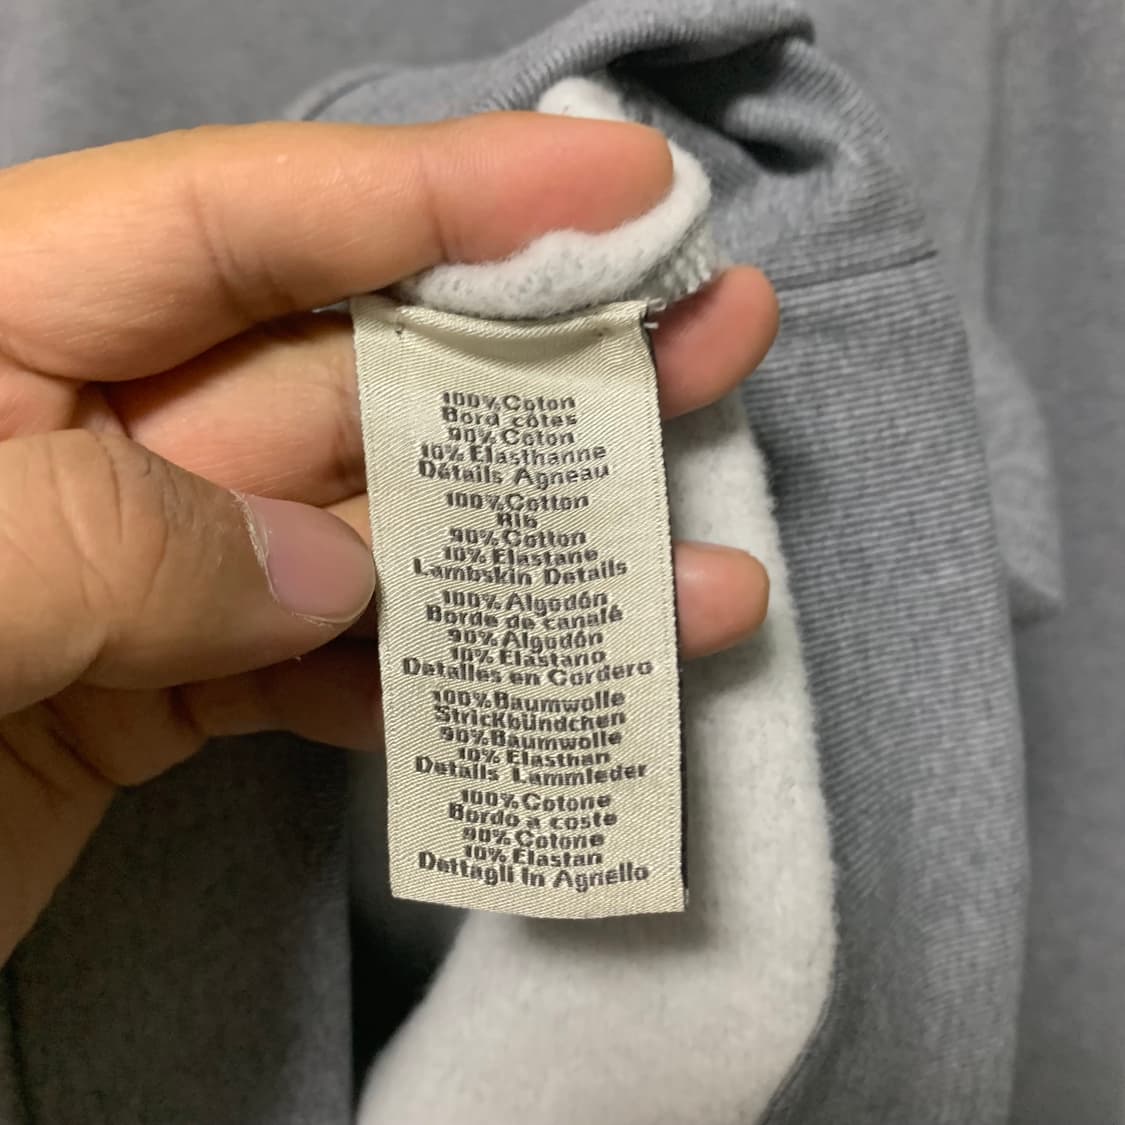 100% Coton
Bord côtes
90% Coton
10% Elasthanne
Détails Agneau
100% Cotton
Rib
90% Cotton
10% Elastane
Lambskin Details
100% Algodón
Borde de canalé
90% Algodón
10% Elastano
Detalles en Cordero
100% Baumwolle
Strickbündchen
90% Baumwolle
10% Elasthan
Details Lammleder
100% Cotone
Bordo a coste
90% Cotone
10% Elastan
Dettagli In Agnello